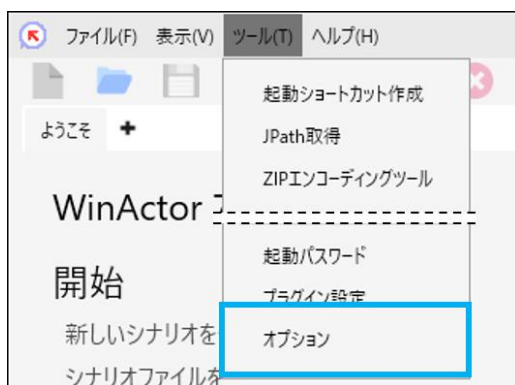 ファイル(F) 表示(V) ツール(T) ヘルプ(H)
起動ショートカット作成
ようこそ
JPath取得
ZIPエンコーディングツール
WinActor
起動パスワード
開始
プラグイン設定
新しいシナリオを
オプション
シナリオファイルを